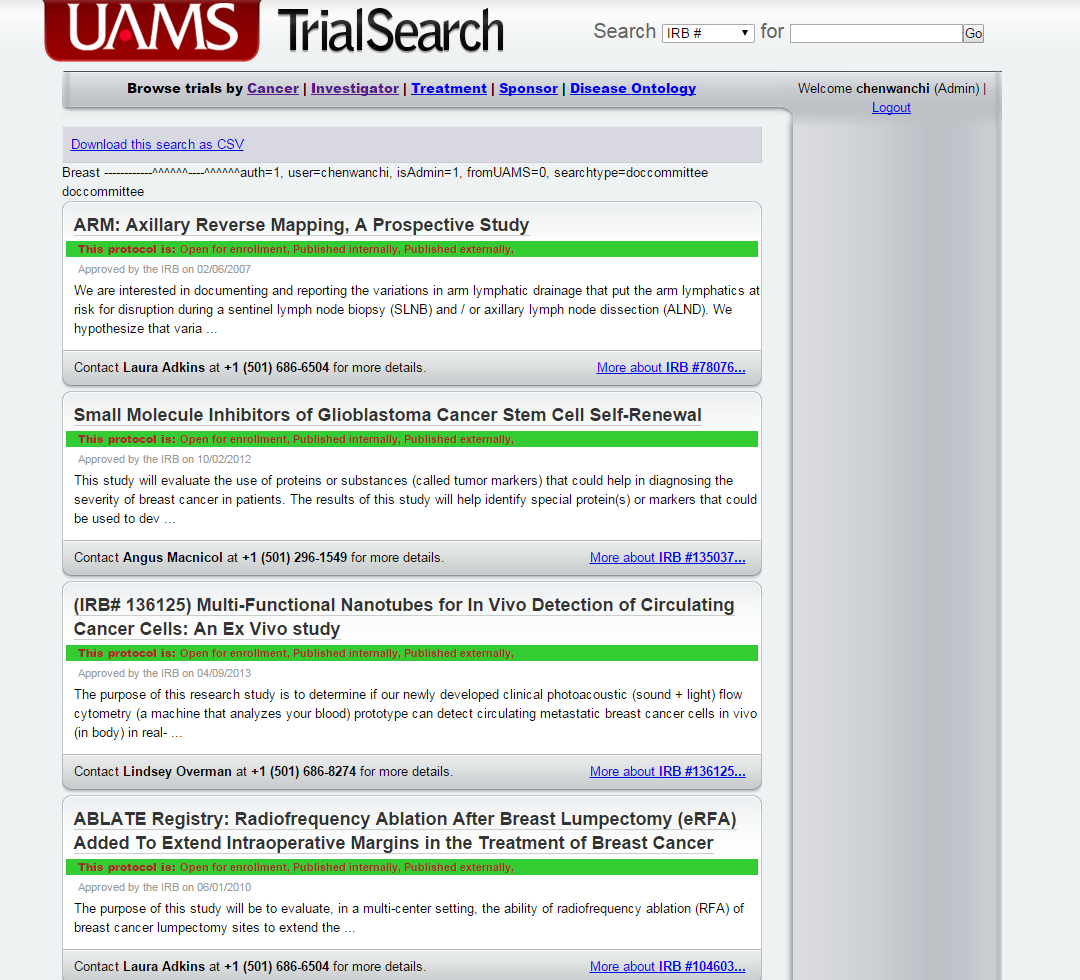 UAMS TrialSearch
Search IRB # for Go
Browse trials by Cancer | Investigator | Treatment | Sponsor | Disease Ontology
Welcome chenwanchi (Admin) |
Logout
Download this search as CSV
Breast ------------^^^^^^----^^^^^^auth=1, user=chenwanchi, isAdmin=1, fromUAMS=0, searchtype=doccommittee
doccommittee
ARM: Axillary Reverse Mapping, A Prospective Study
This protocol is: Open for enrollment, Published internally, Published externally,
Approved by the IRB on 02/06/2007
We are interested in documenting and reporting the variations in arm lymphatic drainage that put the arm lymphatics at
risk for disruption during a sentinel lymph node biopsy (SLNB) and / or axillary lymph node dissection (ALND). We
hypothesize that varia ...
Contact Laura Adkins at +1 (501) 686-6504 for more details. More about IRB #78076...
Small Molecule Inhibitors of Glioblastoma Cancer Stem Cell Self-Renewal
This protocol is: Open for enrollment, Published internally, Published externally,
Approved by the IRB on 10/02/2012
This study will evaluate the use of proteins or substances (called tumor markers) that could help in diagnosing the
severity of breast cancer in patients. The results of this study will help identify special protein(s) or markers that could
be used to dev ...
Contact Angus Macnicol at +1 (501) 296-1549 for more details. More about IRB #135037...
(IRB# 136125) Multi-Functional Nanotubes for In Vivo Detection of Circulating
Cancer Cells: An Ex Vivo study
This protocol is: Open for enrollment, Published internally, Published externally,
Approved by the IRB on 04/09/2013
The purpose of this research study is to determine if our newly developed clinical photoacoustic (sound + light) flow
cytometry (a machine that analyzes your blood) prototype can detect circulating metastatic breast cancer cells in vivo
(in body) in real- ...
Contact Lindsey Overman at +1 (501) 686-8274 for more details. More about IRB #136125...
ABLATE Registry: Radiofrequency Ablation After Breast Lumpectomy (eRFA)
Added To Extend Intraoperative Margins in the Treatment of Breast Cancer
This protocol is: Open for enrollment, Published internally, Published externally,
Approved by the IRB on 06/01/2010
The purpose of this study will be to evaluate, in a multi-center setting, the ability of radiofrequency ablation (RFA) of
breast cancer lumpectomy sites to extend the ...
Contact Laura Adkins at +1 (501) 686-6504 for more details. More about IRB #104603...